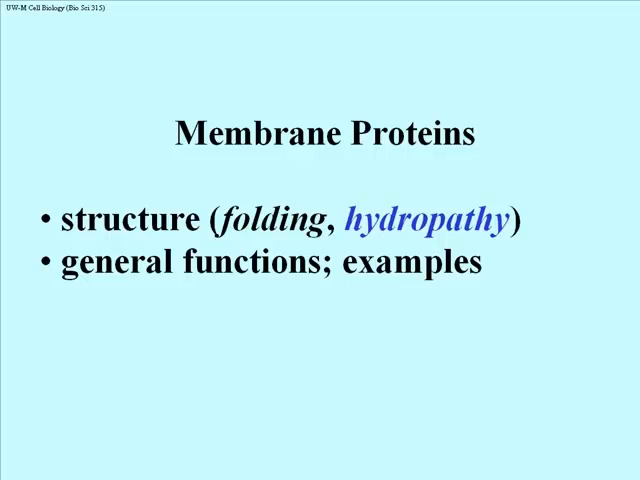 UW-M Cell Biology (Bio Sci 315)
Membrane Proteins
• structure (folding, hydropathy)
• general functions; examples